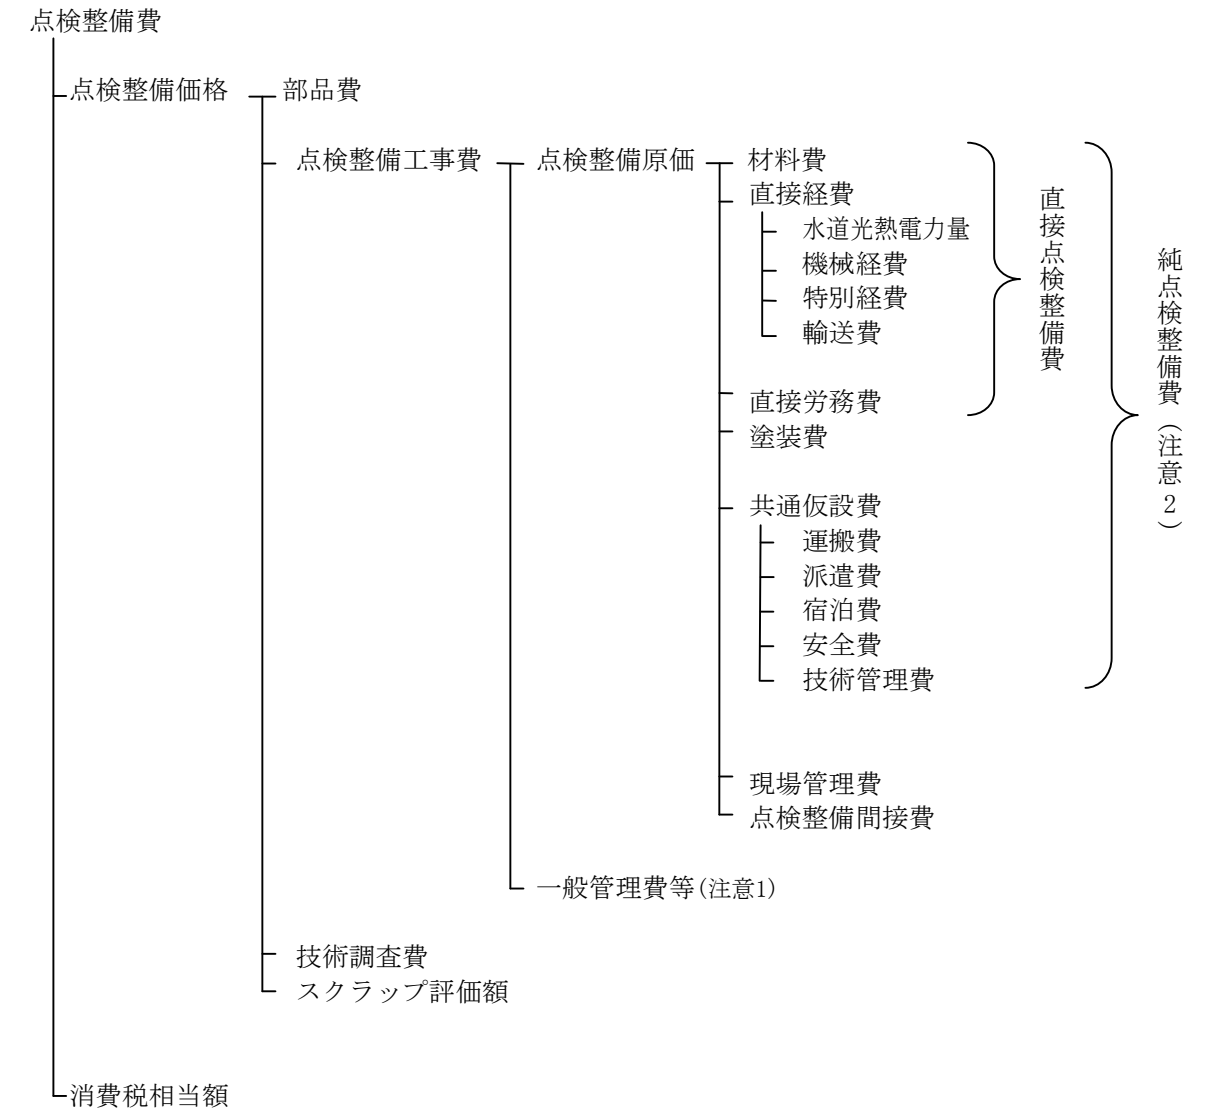 点検整備費
点検整備価格
部品費
点検整備工事費
点検整備原価
材料費
直接経費
水道光熱電力量
機械経費
特別経費
輸送費
直接労務費
塗装費
共通仮設費
運搬費
派遣費
宿泊費
安全費
技術管理費
現場管理費
点検整備間接費
直接点検整備費
純点検整備費(注意2)
一般管理費等(注意1)
技術調査費
スクラップ評価額
消費税相当額